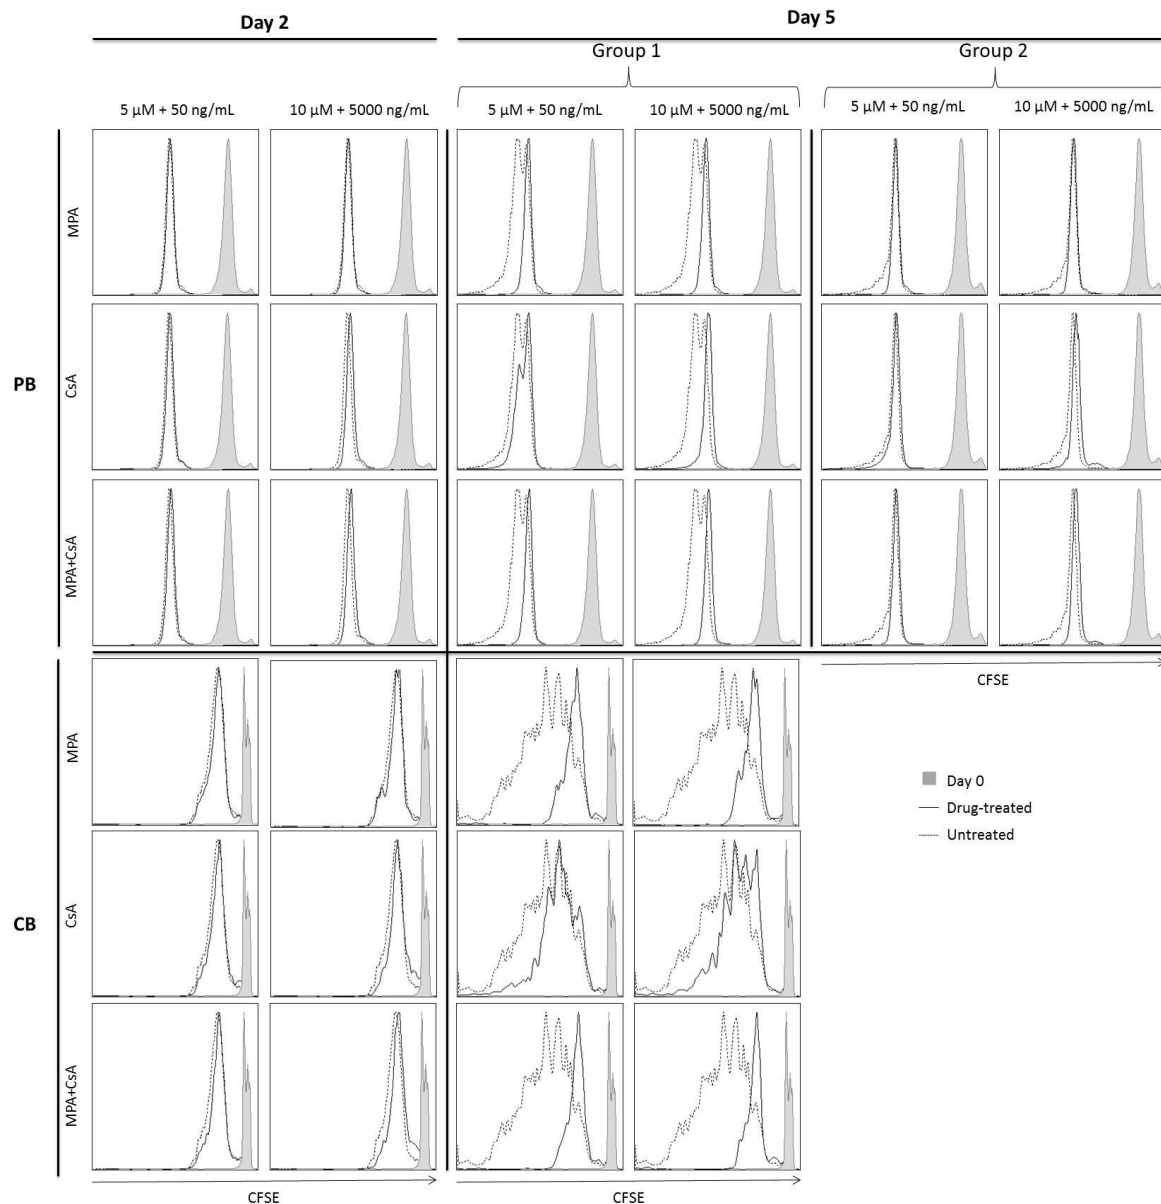 Day 2
Day 5
Group 1
Group 2
5 µM + 50 ng/mL
10 µM + 5000 ng/mL
5 µM + 50 ng/mL
10 µM + 5000 ng/mL
5 µM + 50 ng/mL
10 µM + 5000 ng/mL
MPA
PB
CsA
MPA+CsA
CFSE
MPA
Day 0
Drug-treated
Untreated
CB
CsA
MPA+CsA
CFSE
CFSE